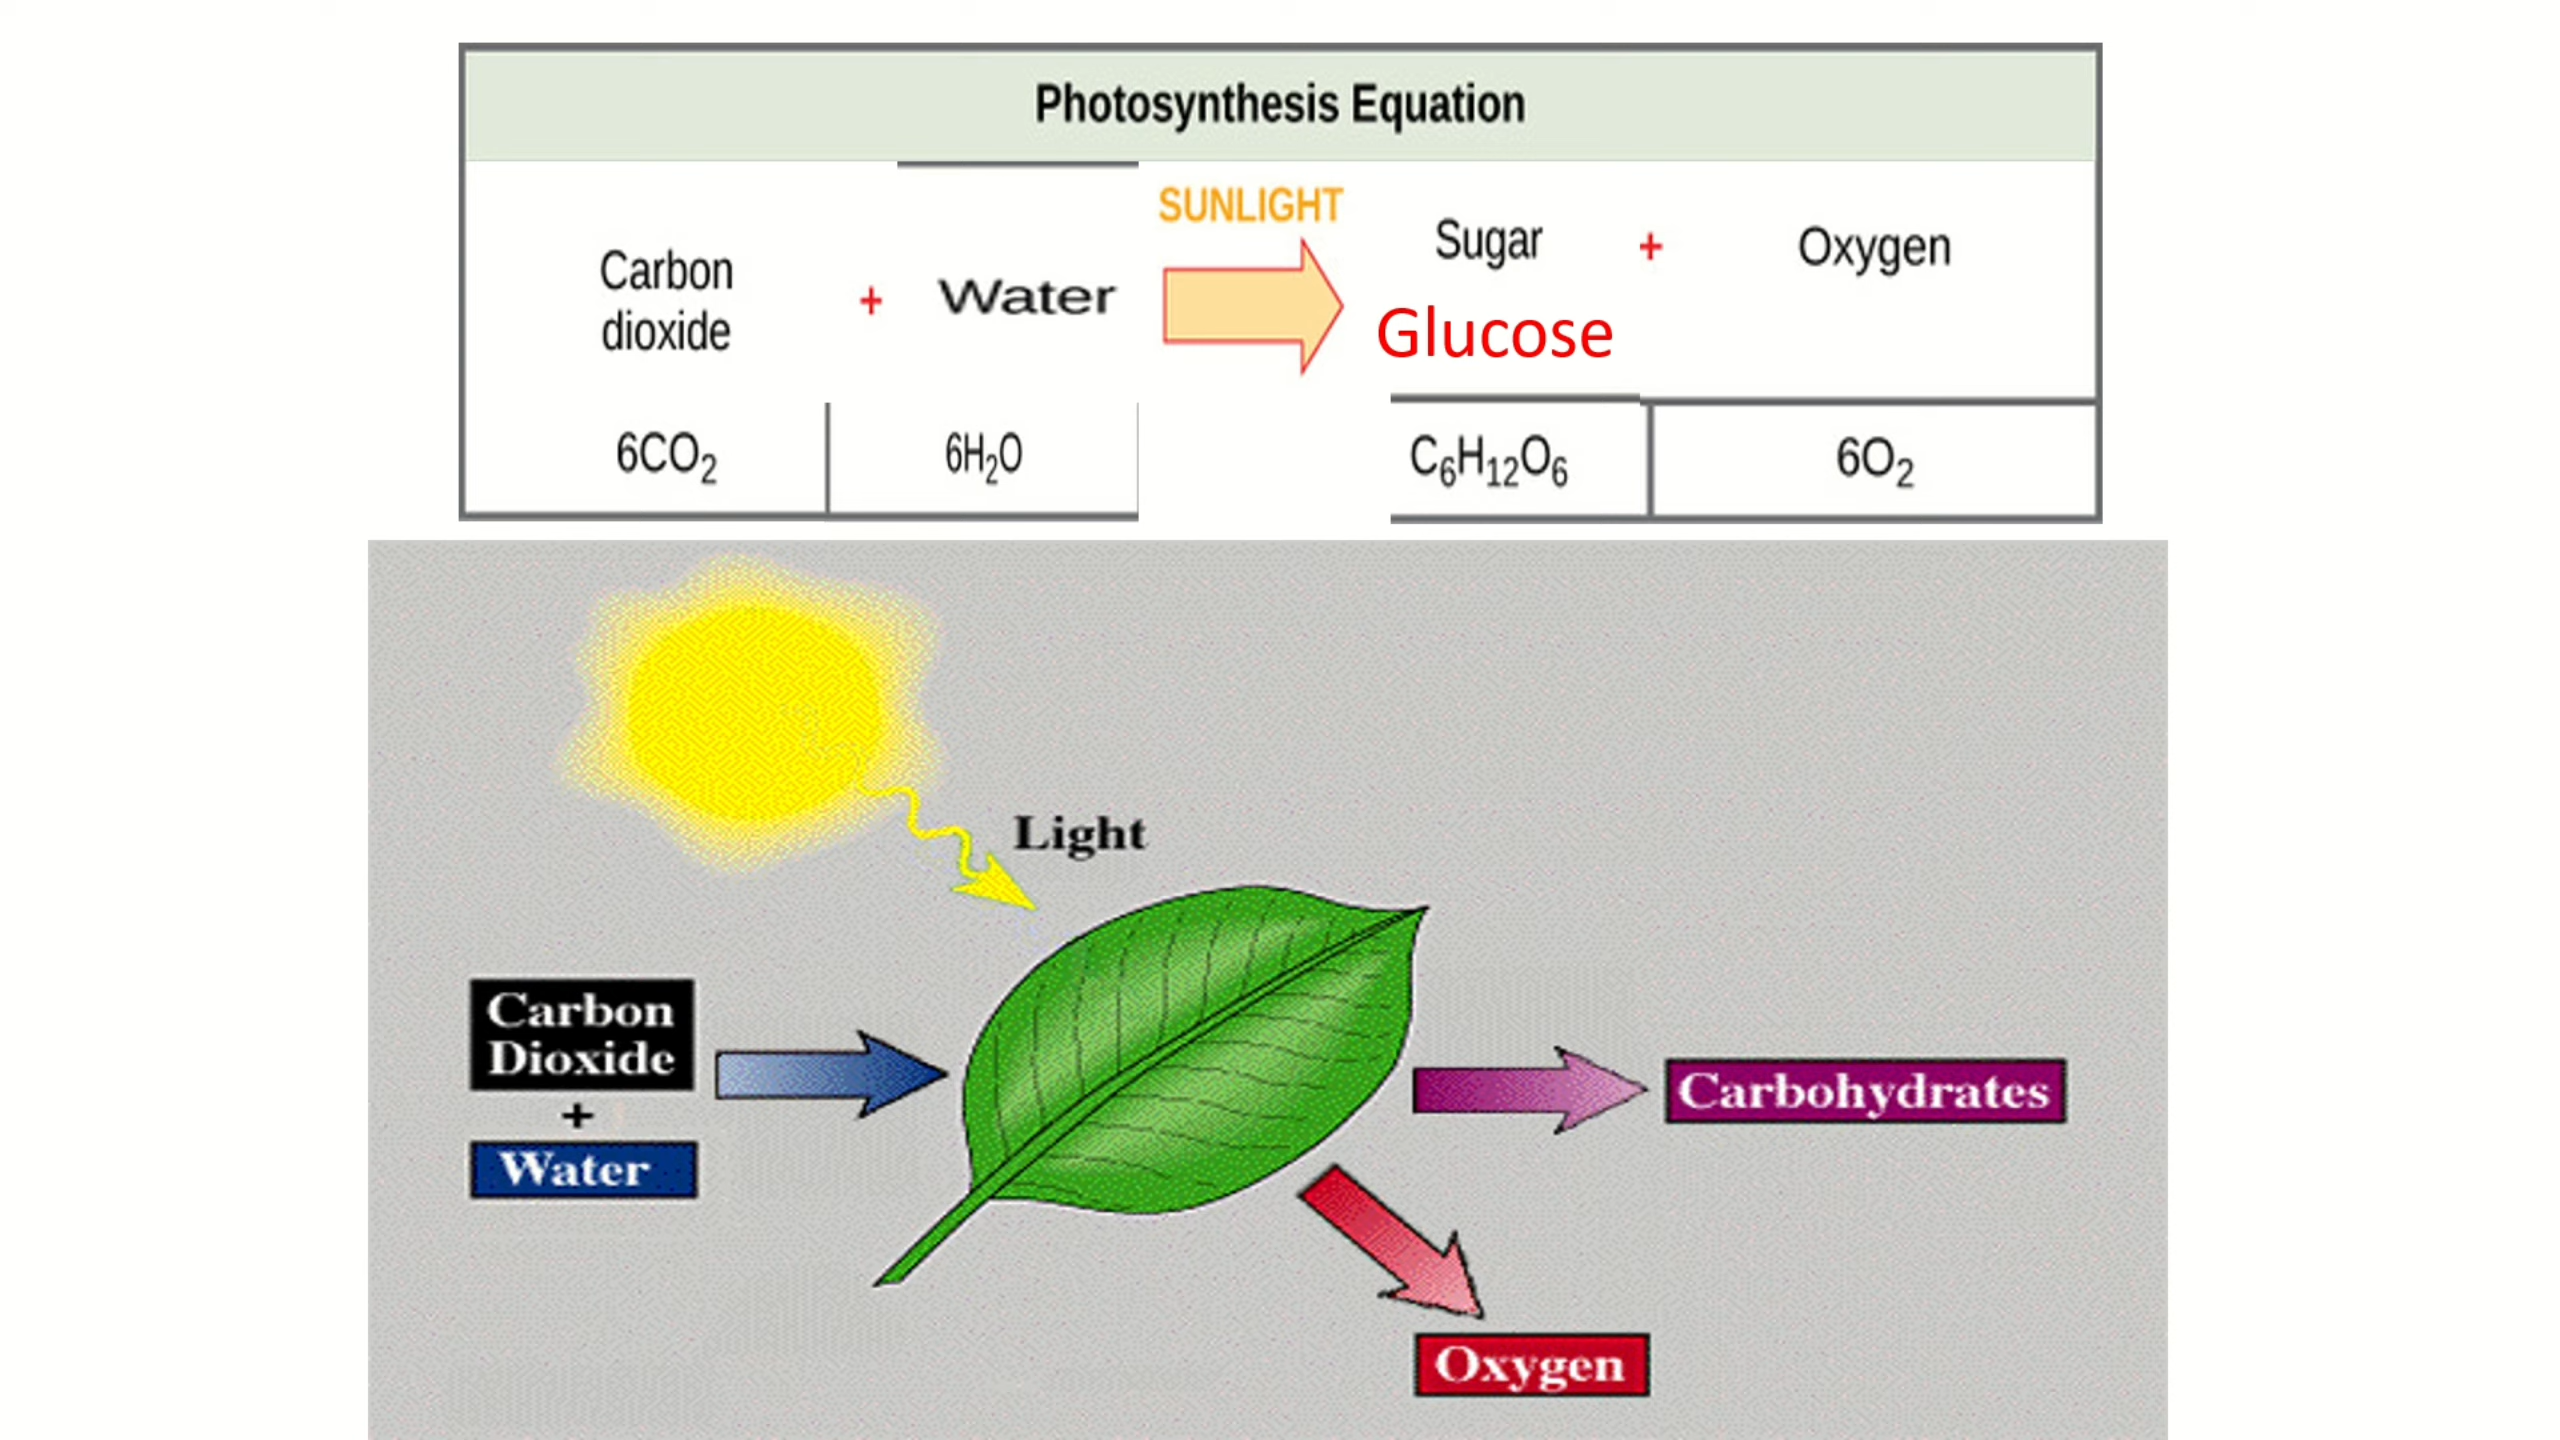 Photosynthesis Equation
SUNLIGHT
Carbon
dioxide
+
Water
Sugar
+
Oxygen
Glucose
6CO₂
6H₂O
C₆H₁₂O₆
6O₂
Light
Carbon
Dioxide
+
Water
Carbohydrates
Oxygen